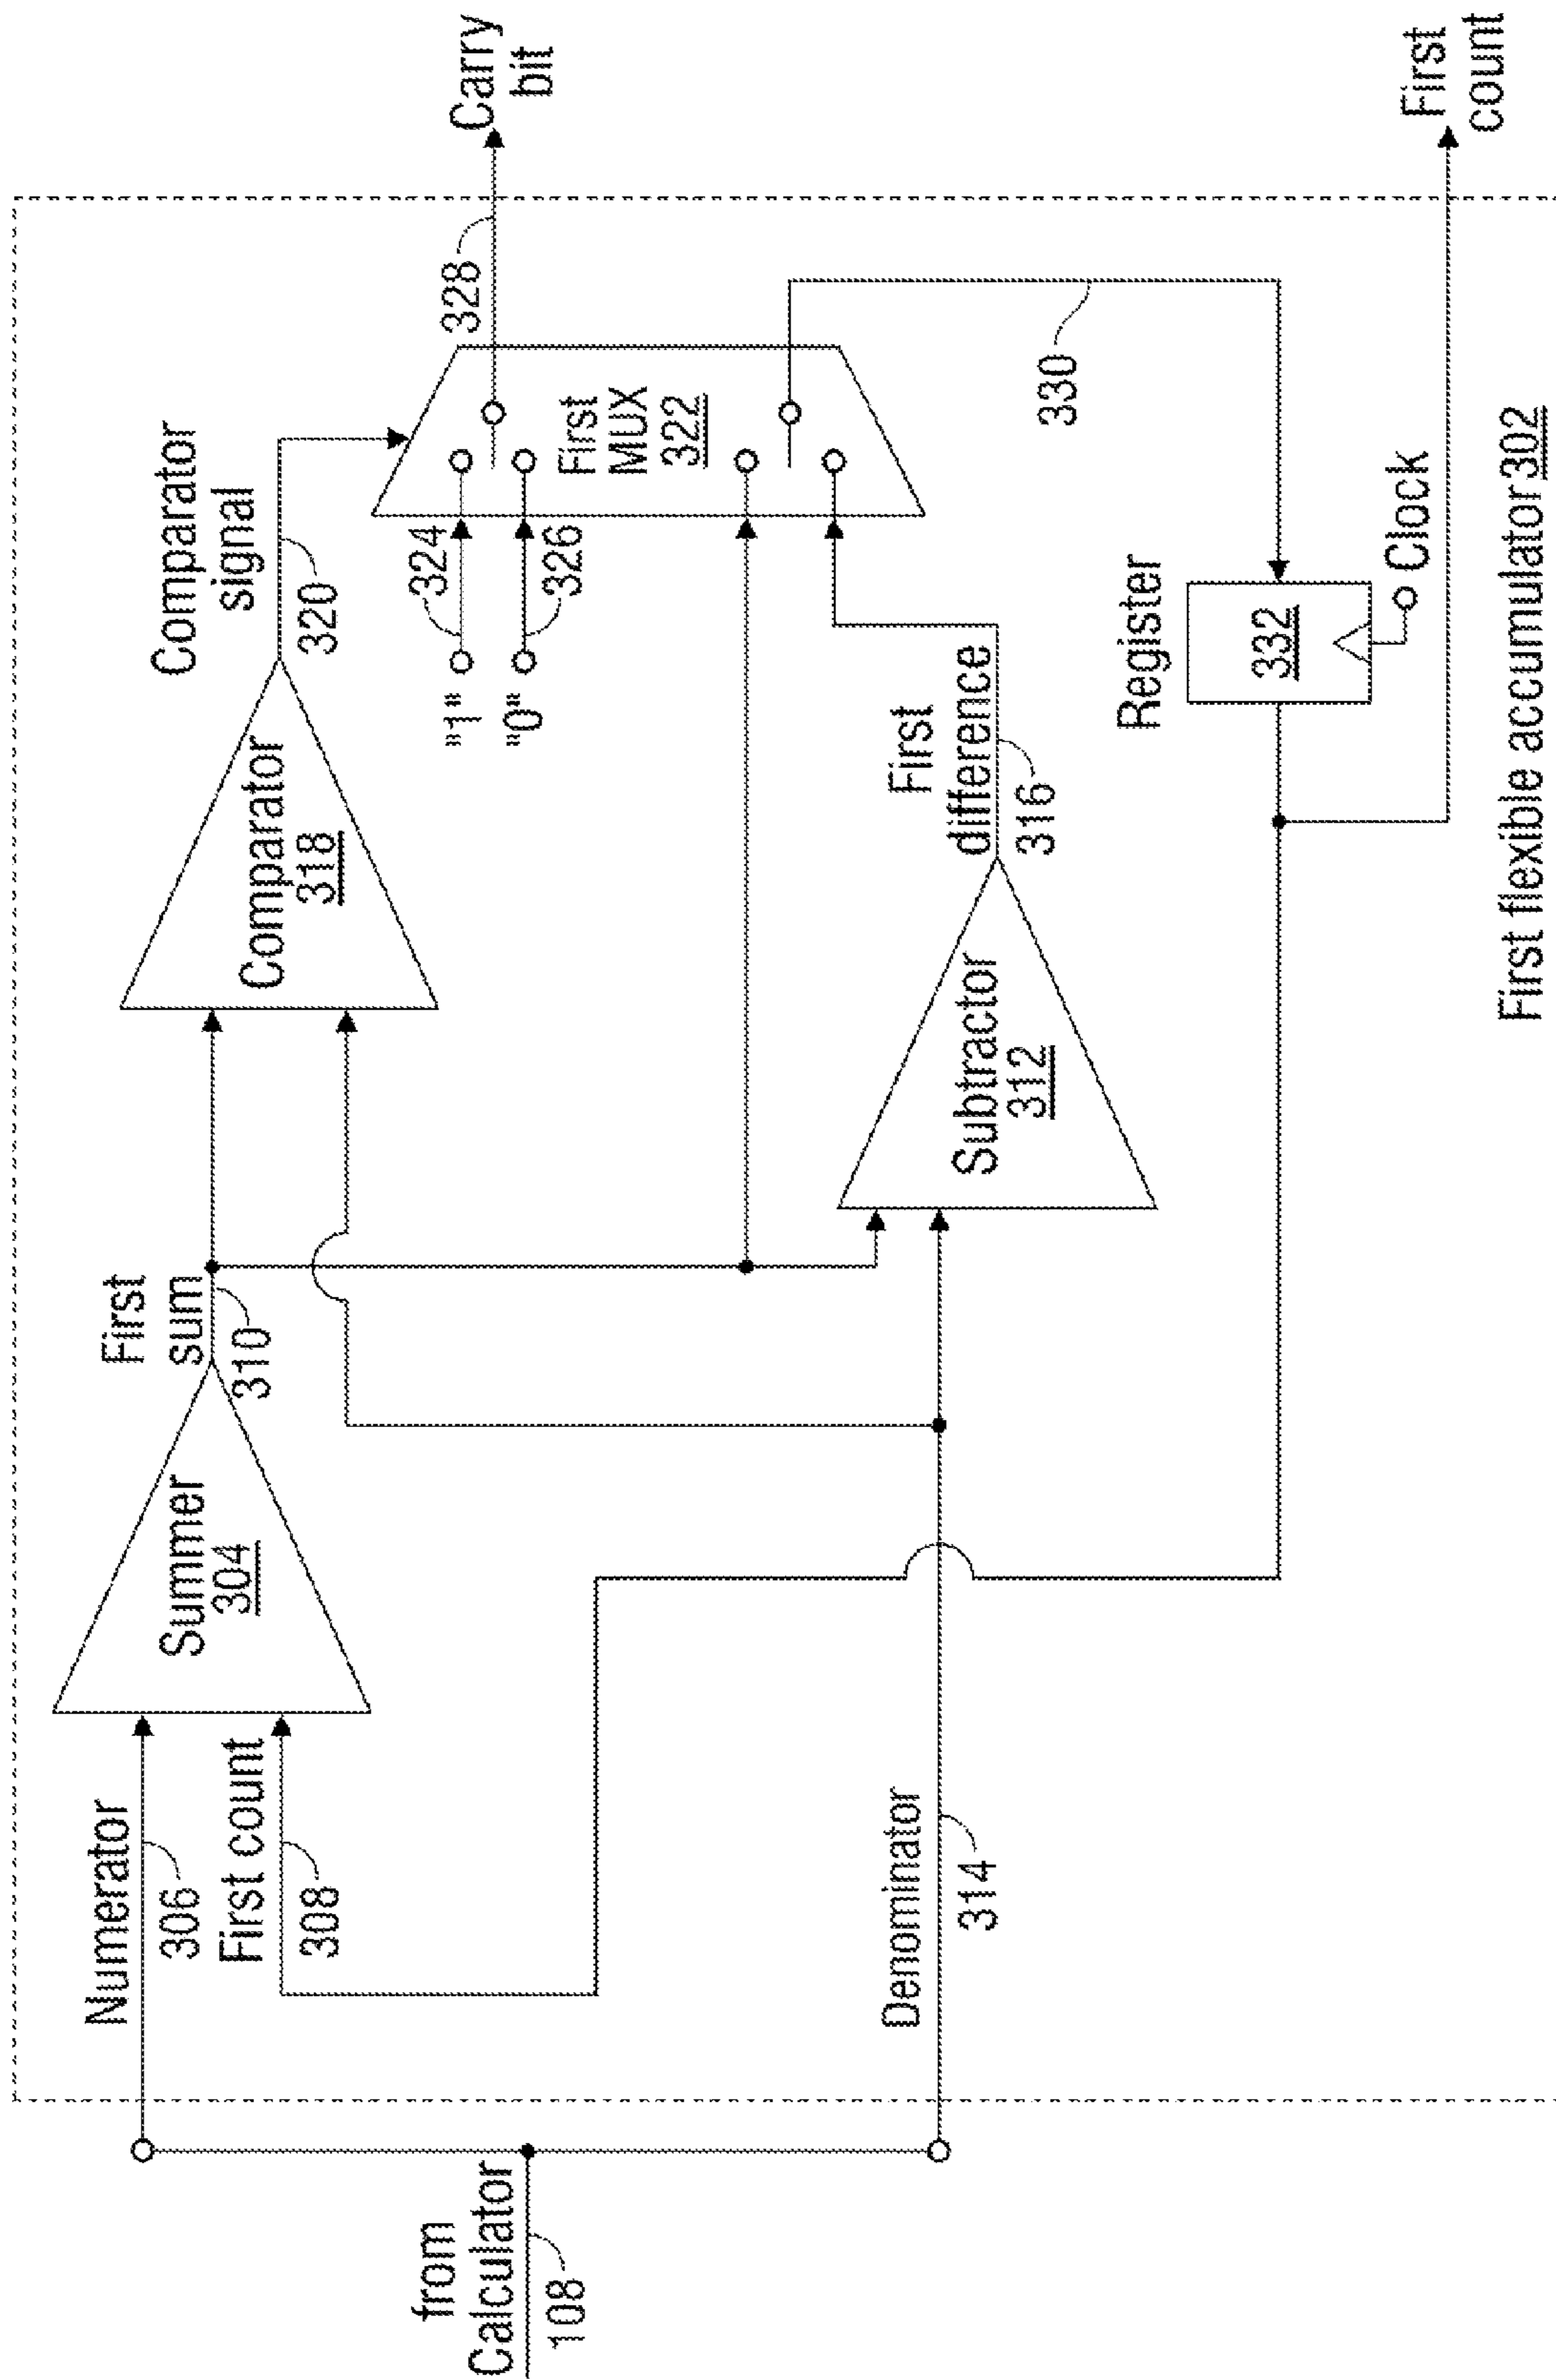 from
Calculator
108
Numerator
306
First count
308
Summer
304
First
sum
310
Denominator
314
Comparator
318
Comparator
signal
320
"1"
"0"
324
326
First
MUX
322
328
Carry
bit
Subtractor
312
First
difference
316
330
Register
332
Clock
First
count
First flexible accumulator 302